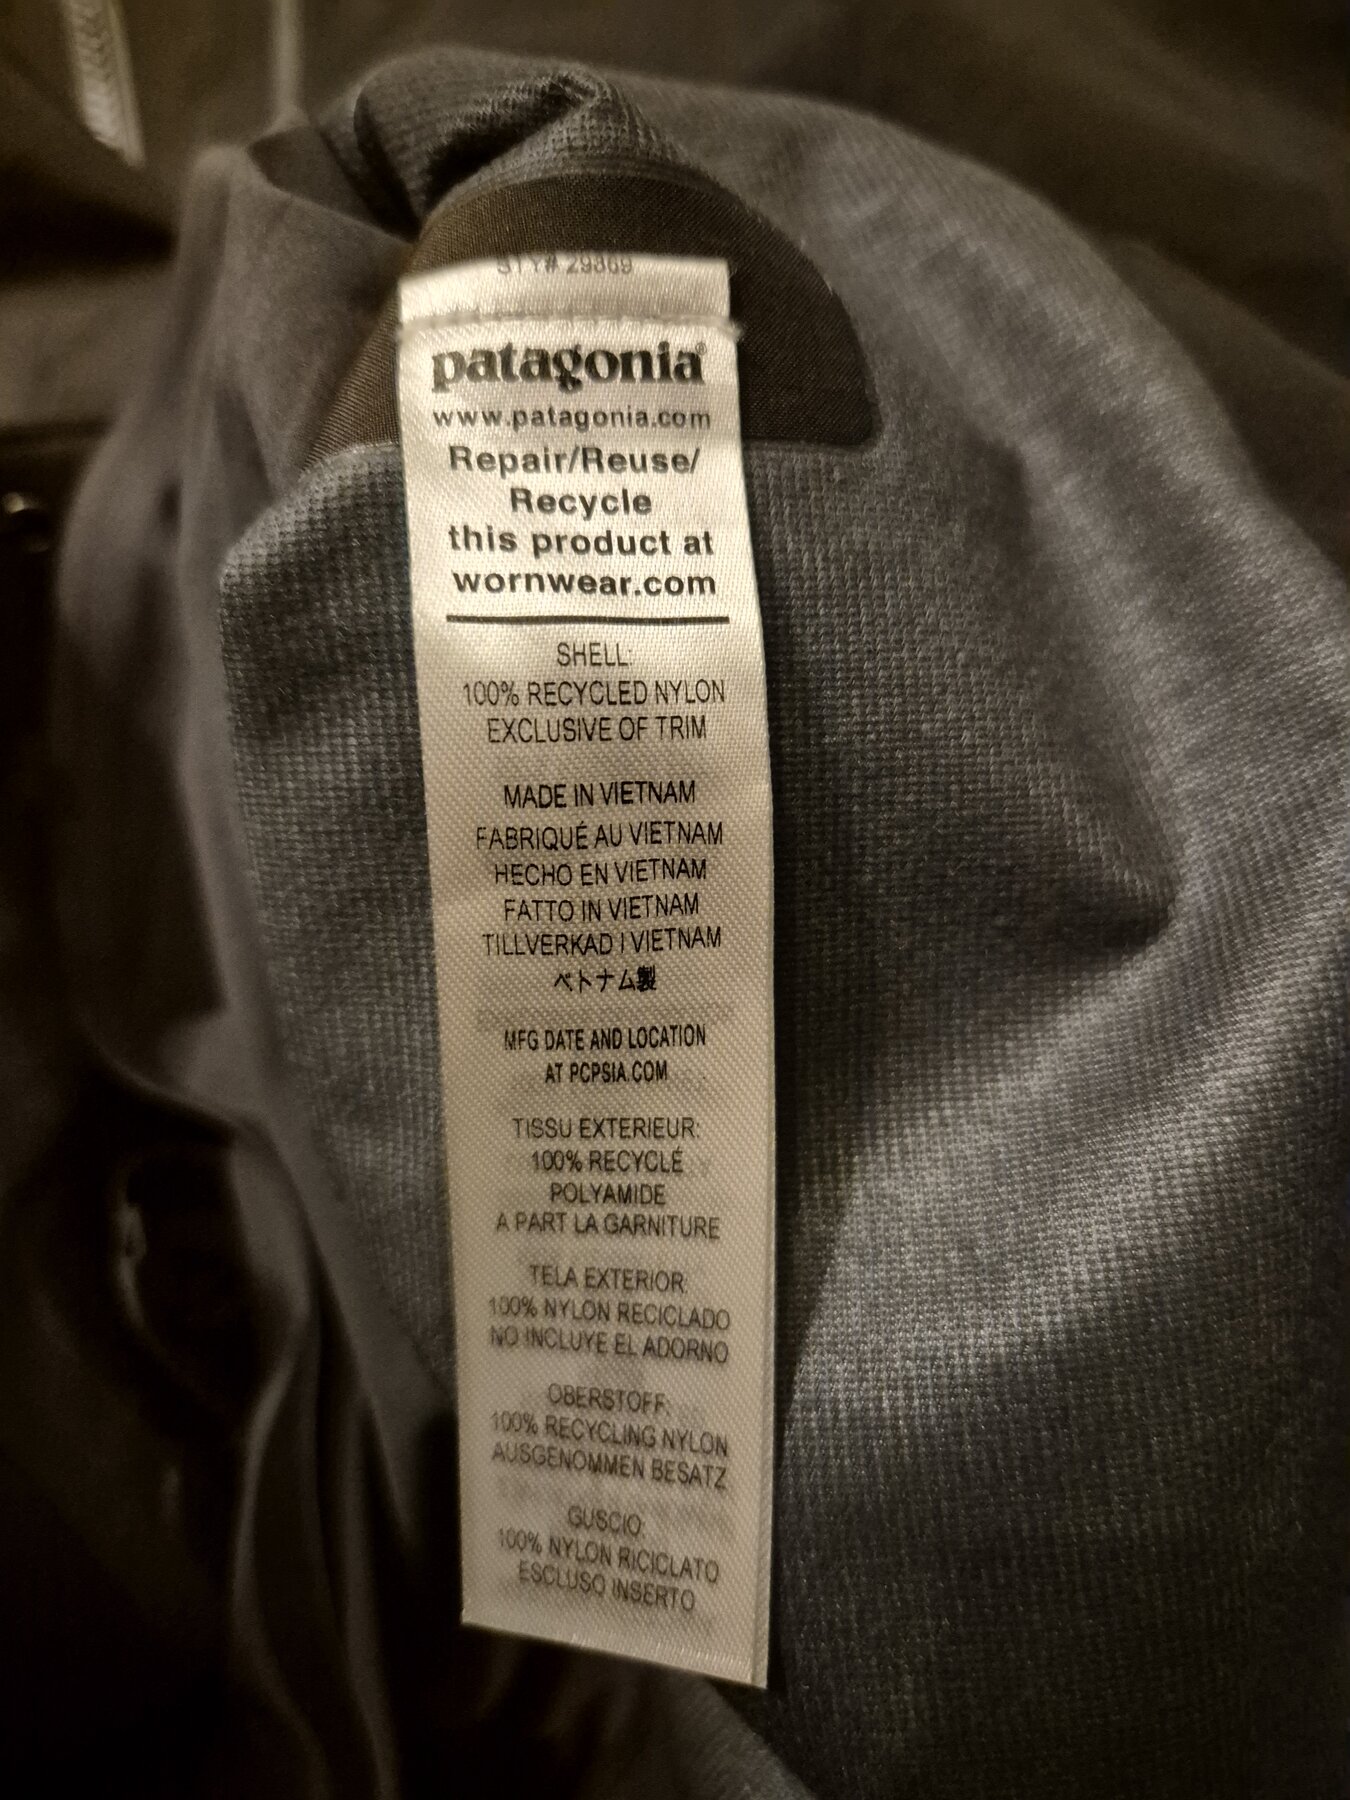 STY# 29869
patagonia®
www.patagonia.com
Repair/Reuse/
Recycle
this product at
wornwear.com
SHELL:
100% RECYCLED NYLON
EXCLUSIVE OF TRIM
MADE IN VIETNAM
FABRIQUÉ AU VIETNAM
HECHO EN VIETNAM
FATTO IN VIETNAM
TILLVERKAD I VIETNAM
ベトナム製
MFG DATE AND LOCATION
AT PCPSIA.COM
TISSU EXTERIEUR:
100% RECYCLÉ
POLYAMIDE
A PART LA GARNITURE
TELA EXTERIOR:
100% NYLON RECICLADO
NO INCLUYE EL ADORNO
OBERSTOFF:
100% RECYCLING NYLON
AUSGENOMMEN BESATZ
GUSCIO:
100% NYLON RICICLATO
ESCLUSO INSERTO